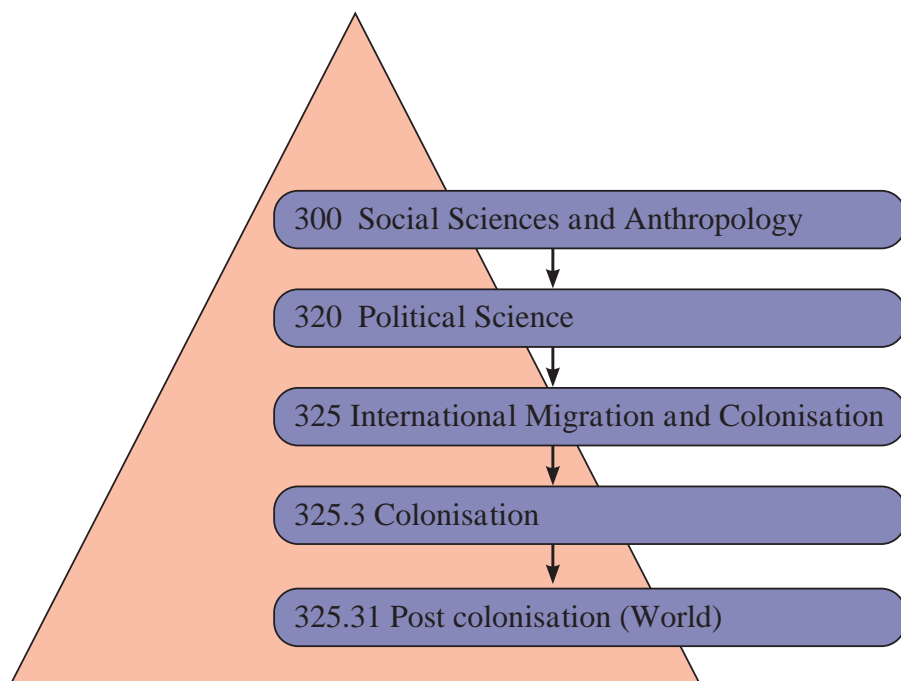 300  Social Sciences and Anthropology
320  Political Science
325 International Migration and Colonisation
325.3 Colonisation
325.31 Post colonisation (World)